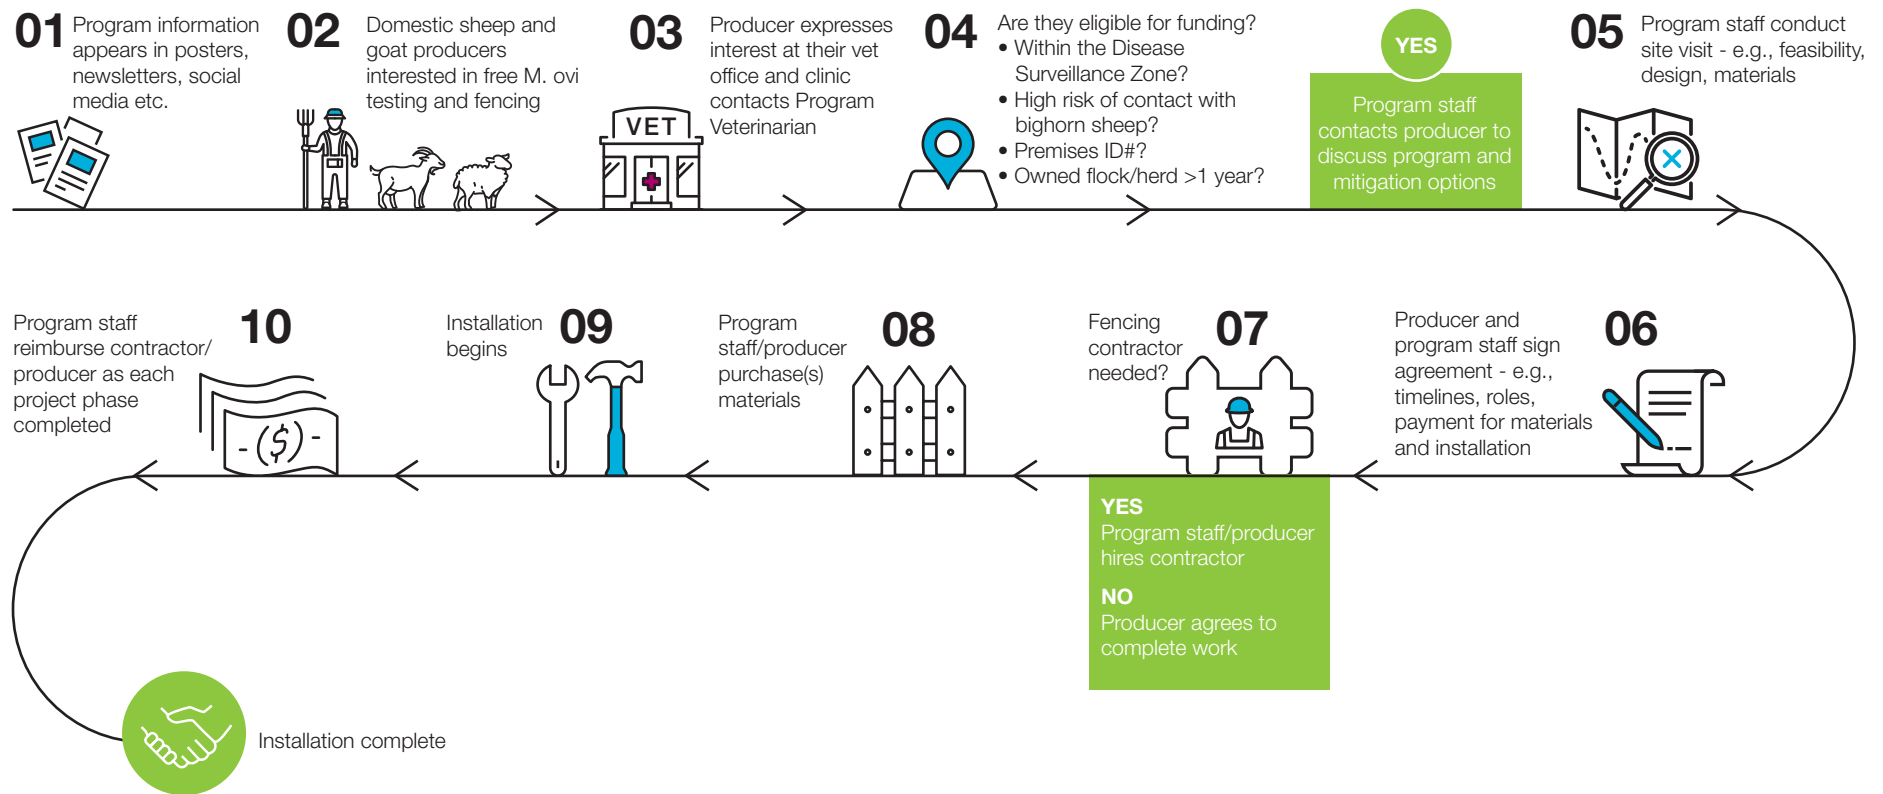 01
Program information
appears in posters,
newsletters, social
media etc.
02
Domestic sheep and
goat producers
interested in free M. ovi
testing and fencing
03
Producer expresses
interest at their vet
office and clinic
contacts Program
Veterinarian
VET
04
Are they eligible for funding?
• Within the Disease
Surveillance Zone?
• High risk of contact with
bighorn sheep?
• Premises ID#?
• Owned flock/herd >1 year?
YES
Program staff
contacts producer to
discuss program and
mitigation options
05
Program staff conduct
site visit - e.g., feasibility,
design, materials
06
Producer and
program staff sign
agreement - e.g.,
timelines, roles,
payment for materials
and installation
07
Fencing
contractor
needed?
YES
Program staff/producer
hires contractor
NO
Producer agrees to
complete work
08
Program
staff/producer
purchase(s)
materials
09
Installation
begins
10
Program staff
reimburse contractor/
producer as each
project phase
completed
- ($) -
Installation complete